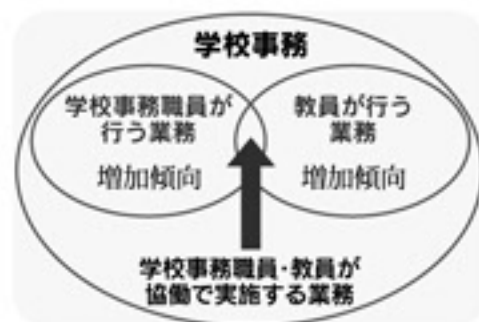 学校事務
学校事務職員が
行う業務
増加傾向
教員が行う
業務
増加傾向
学校事務職員・教員が
協働で実施する業務